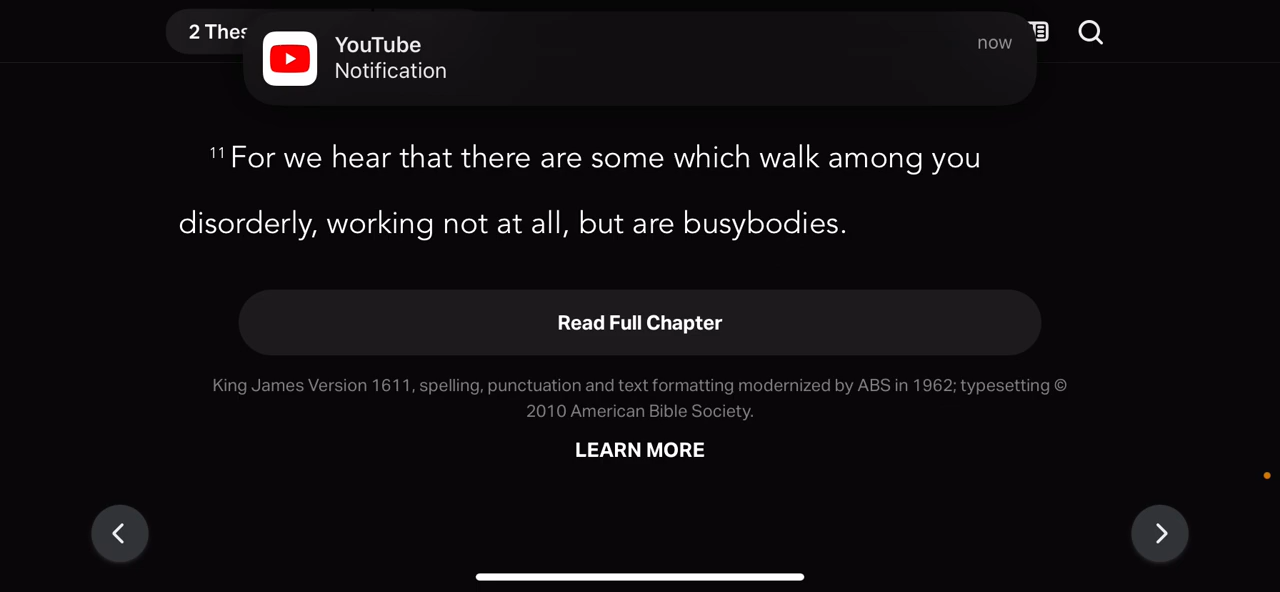 2 Thes
YouTube
now
Notification
11 For we hear that there are some which walk among you
disorderly, working not at all, but are busybodies.
Read Full Chapter
King James Version 1611, spelling, punctuation and text formatting modernized by ABS in 1962; typesetting ©
2010 American Bible Society.
LEARN MORE